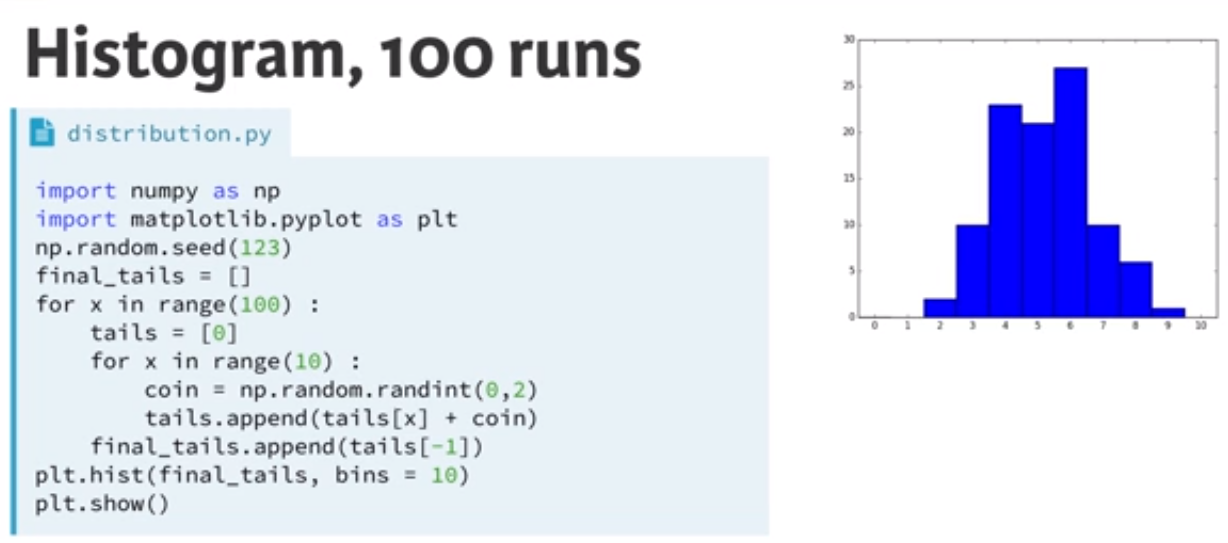 Histogram, 100 runs
distribution.py
import numpy as np
import matplotlib.pyplot as plt
np.random.seed(123)
final_tails = []
for x in range(100) :
    tails = [0]
    for x in range(10) :
        coin = np.random.randint(0,2)
        tails.append(tails[x] + coin)
    final_tails.append(tails[-1])
plt.hist(final_tails, bins = 10)
plt.show()
30
25
20
15
10
5
0
0 1 2 3 4 5 6 7 8 9 10